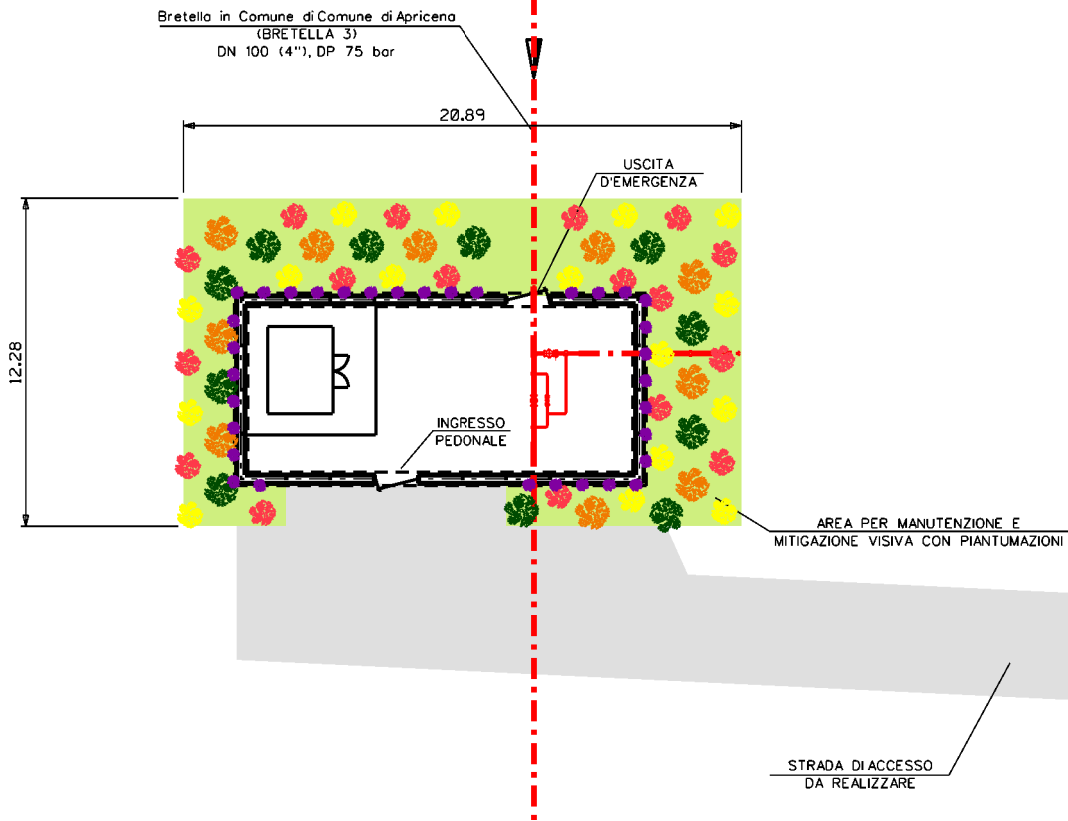 Bretella in Comune di Comune di Apricena
(BRETELLA 3)
DN 100 (4"), DP 75 bar
20.89
USCITA
D'EMERGENZA
12.28
INGRESSO
PEDONALE
AREA PER MANUTENZIONE E
MITIGAZIONE VISIVA CON PIANTUMAZIONI
STRADA DI ACCESSO
DA REALIZZARE